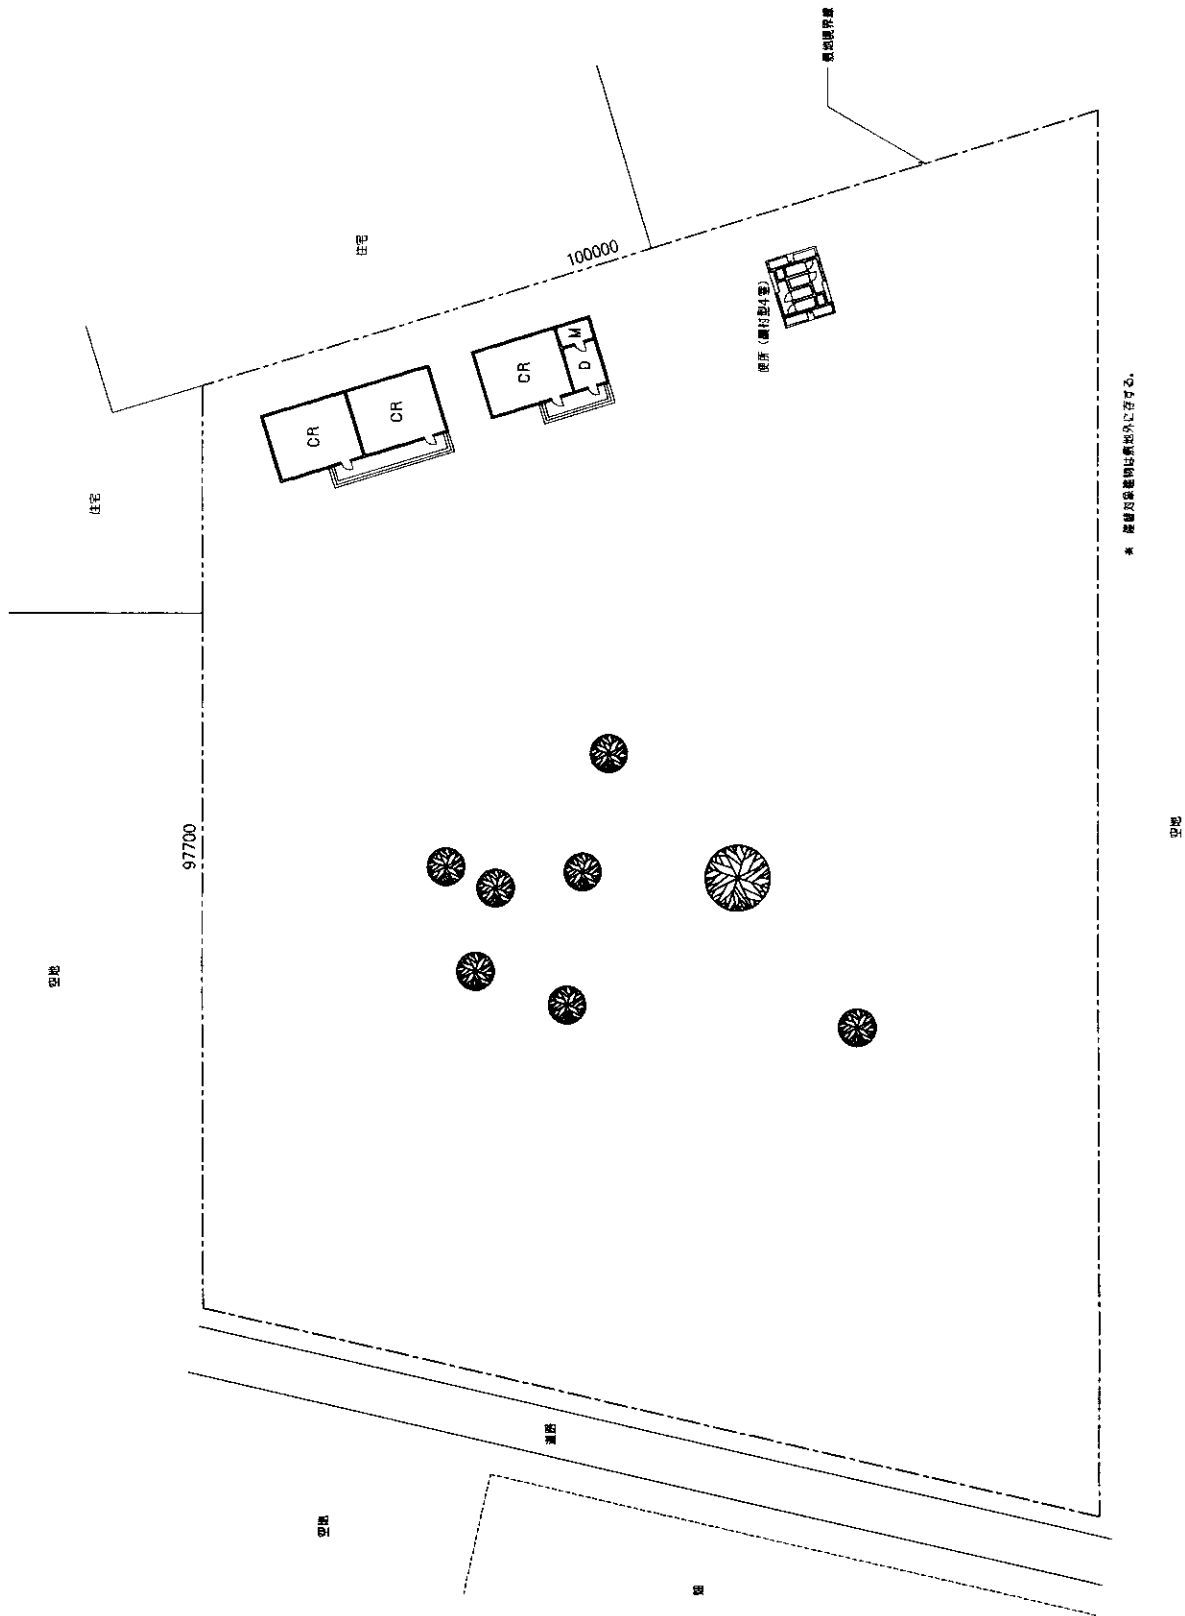 敷地境界線
住宅
100000
便所（農村型4室）
CR
CR
CR
M
D
住宅
※ 建替対象建物は敷地外に存する。
97700
空地
空地
道路
空地
畑